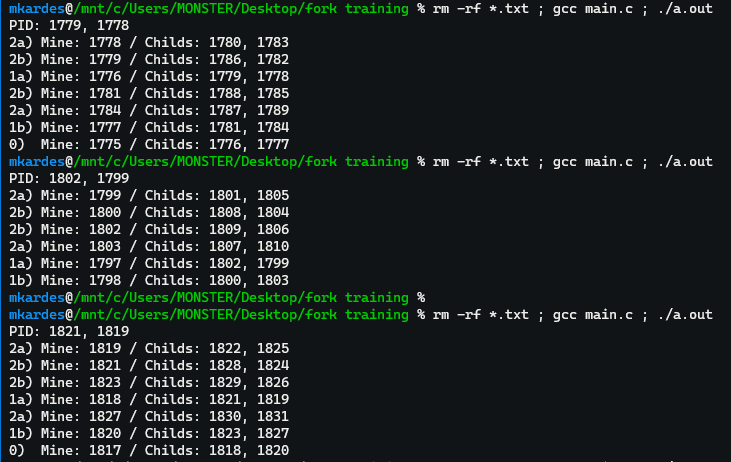 mkardes@/mnt/c/Users/MONSTER/Desktop/fork training % rm -rf *.txt ; gcc main.c ; ./a.out
PID: 1779, 1778
2a) Mine: 1778 / Childs: 1780, 1783
2b) Mine: 1779 / Childs: 1786, 1782
1a) Mine: 1776 / Childs: 1779, 1778
2b) Mine: 1781 / Childs: 1788, 1785
2a) Mine: 1784 / Childs: 1787, 1789
1b) Mine: 1777 / Childs: 1781, 1784
0)  Mine: 1775 / Childs: 1776, 1777
mkardes@/mnt/c/Users/MONSTER/Desktop/fork training % rm -rf *.txt ; gcc main.c ; ./a.out
PID: 1802, 1799
2a) Mine: 1799 / Childs: 1801, 1805
2b) Mine: 1800 / Childs: 1808, 1804
2b) Mine: 1802 / Childs: 1809, 1806
2a) Mine: 1803 / Childs: 1807, 1810
1a) Mine: 1797 / Childs: 1802, 1799
1b) Mine: 1798 / Childs: 1800, 1803
mkardes@/mnt/c/Users/MONSTER/Desktop/fork training %
mkardes@/mnt/c/Users/MONSTER/Desktop/fork training % rm -rf *.txt ; gcc main.c ; ./a.out
PID: 1821, 1819
2a) Mine: 1819 / Childs: 1822, 1825
2b) Mine: 1821 / Childs: 1828, 1824
2b) Mine: 1823 / Childs: 1829, 1826
1a) Mine: 1818 / Childs: 1821, 1819
2a) Mine: 1827 / Childs: 1830, 1831
1b) Mine: 1820 / Childs: 1823, 1827
0)  Mine: 1817 / Childs: 1818, 1820